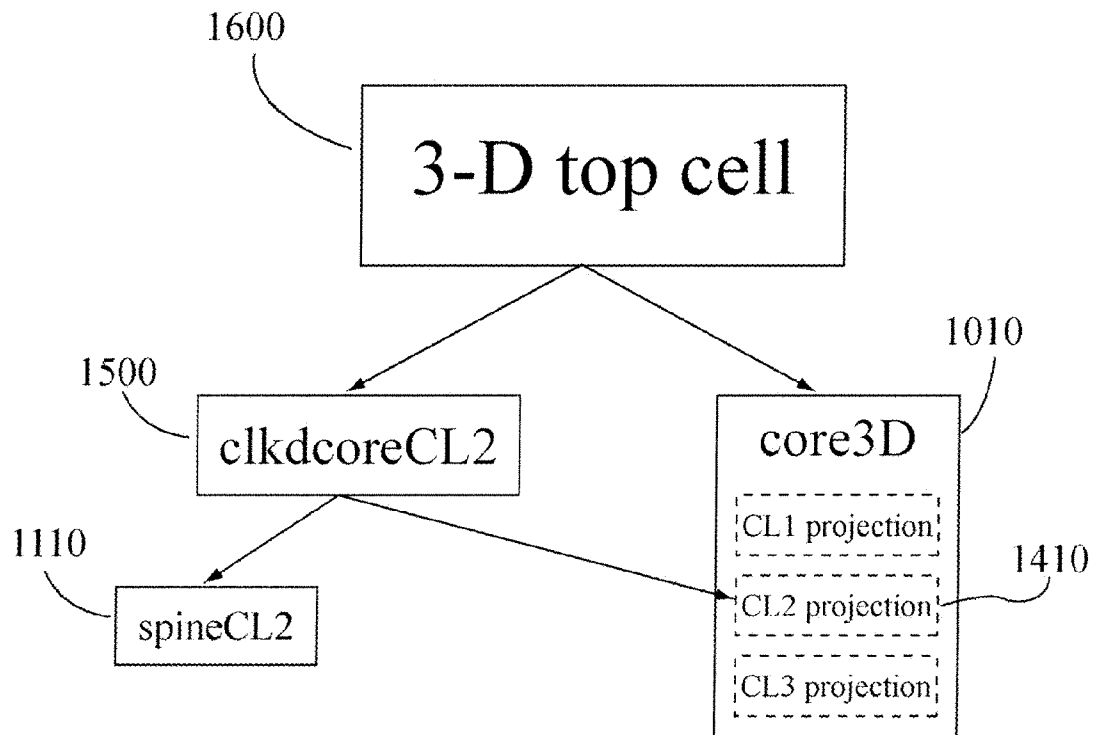 1600
3-D top cell
1010
1500
clkdcoreCL2
core3D
CL1 projection
1110
1410
spineCL2
CL2 projection
CL3 projection